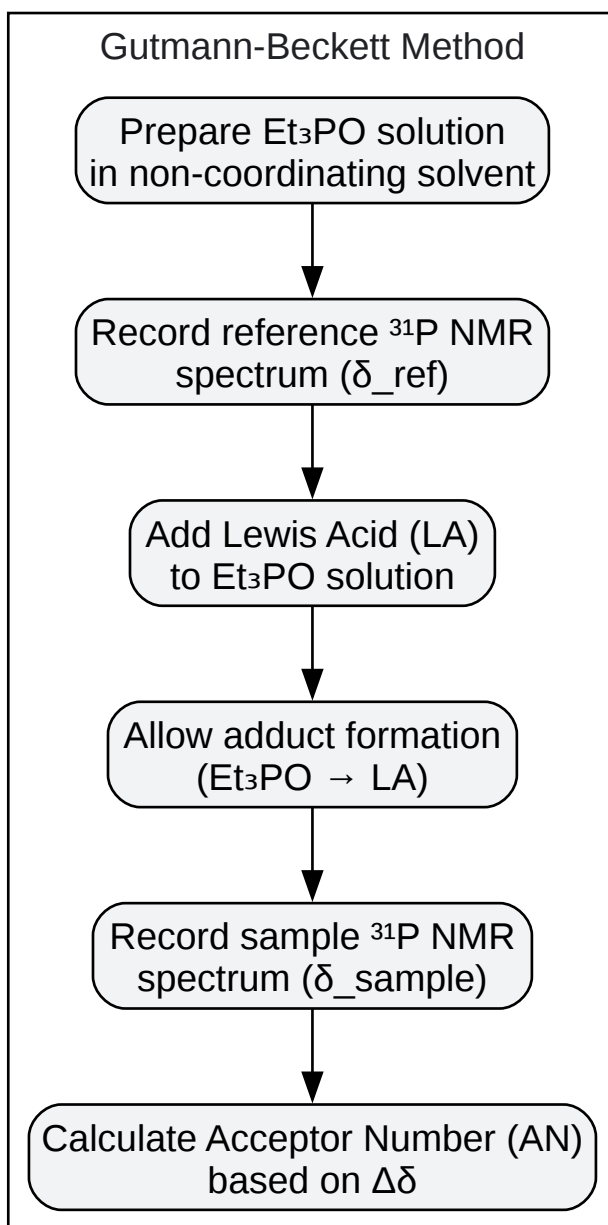 Gutmann-Beckett Method
Prepare Et₃PO solution
in non-coordinating solvent
Record reference ³¹P NMR
spectrum (δ_ref)
Add Lewis Acid (LA)
to Et₃PO solution
Allow adduct formation
(Et₃PO → LA)
Record sample ³¹P NMR
spectrum (δ_sample)
Calculate Acceptor Number (AN)
based on Δδ